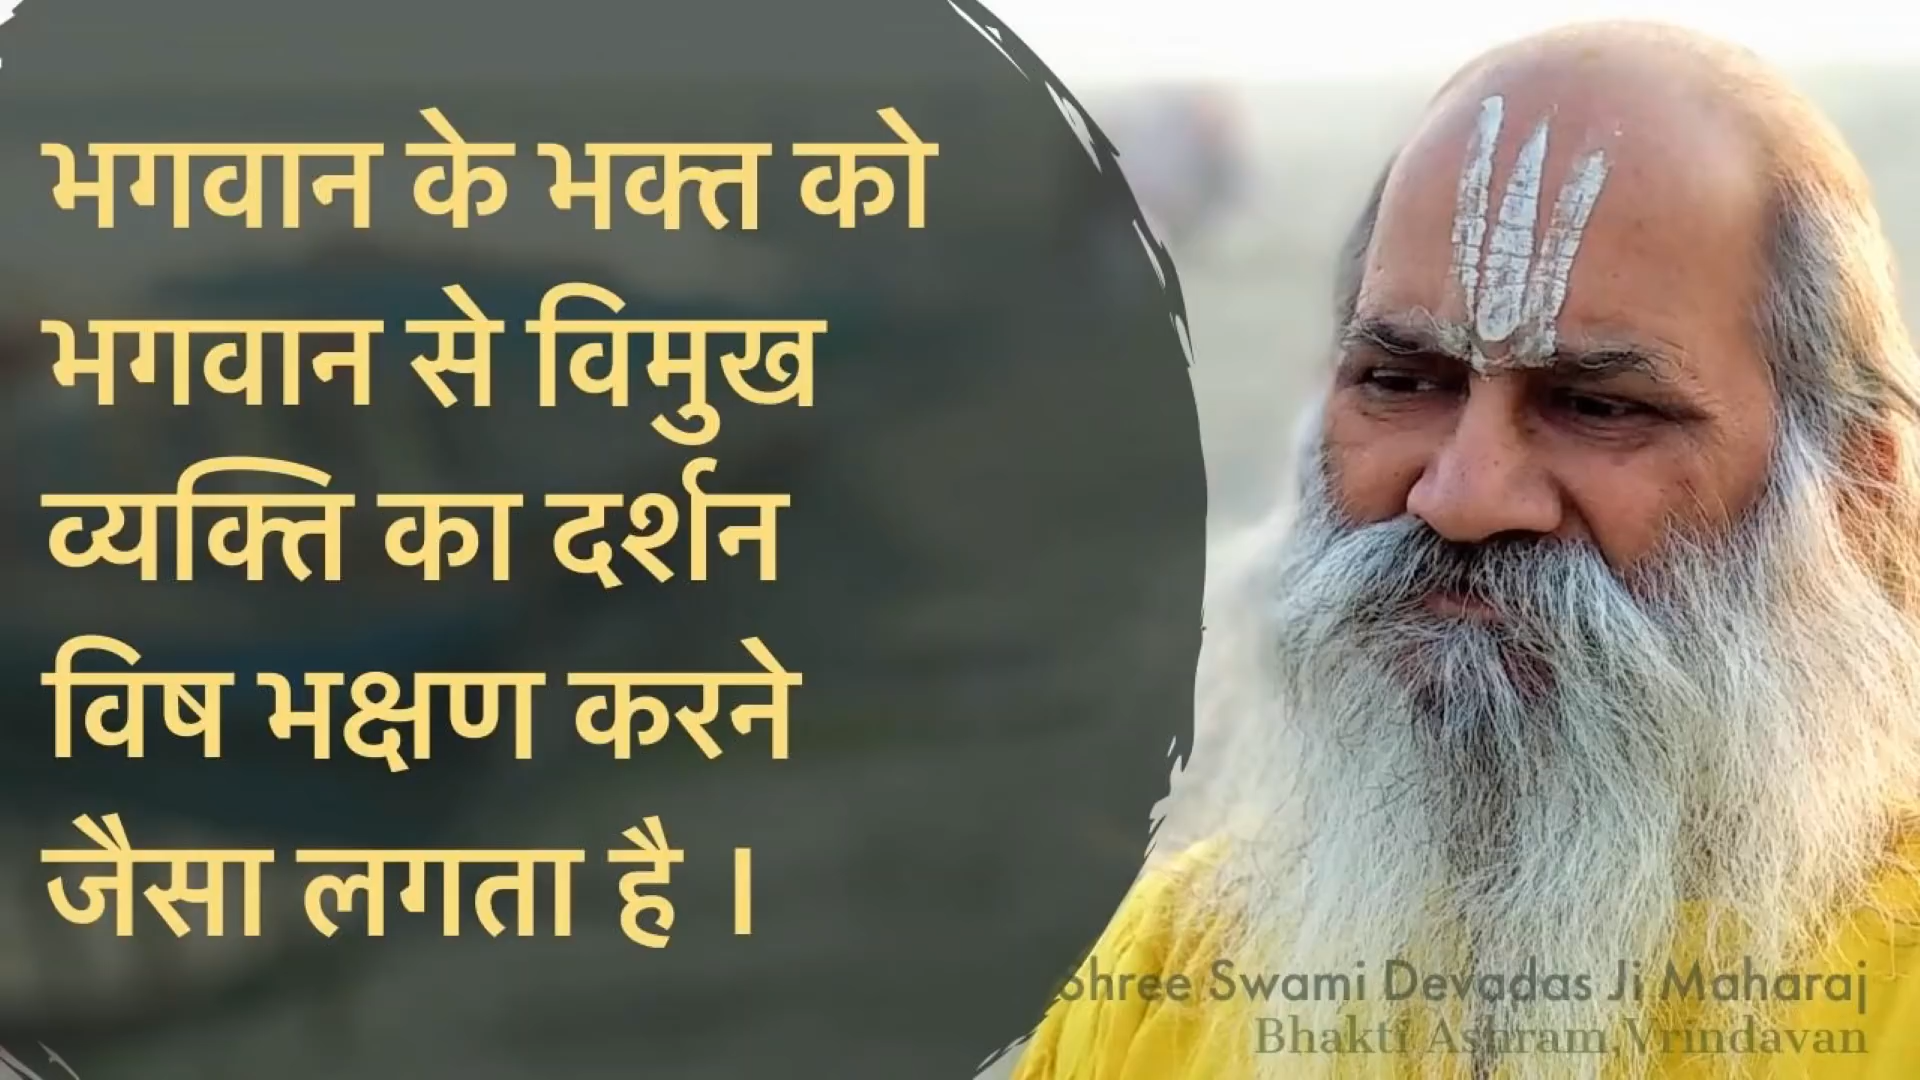 भगवान के भक्त को
भगवान से विमुख
व्यक्ति का दर्शन
विष भक्षण करने
जैसा लगता है ।
Shree Swami Devadas Ji Maharaj
Bhakti Ashram,Vrindavan